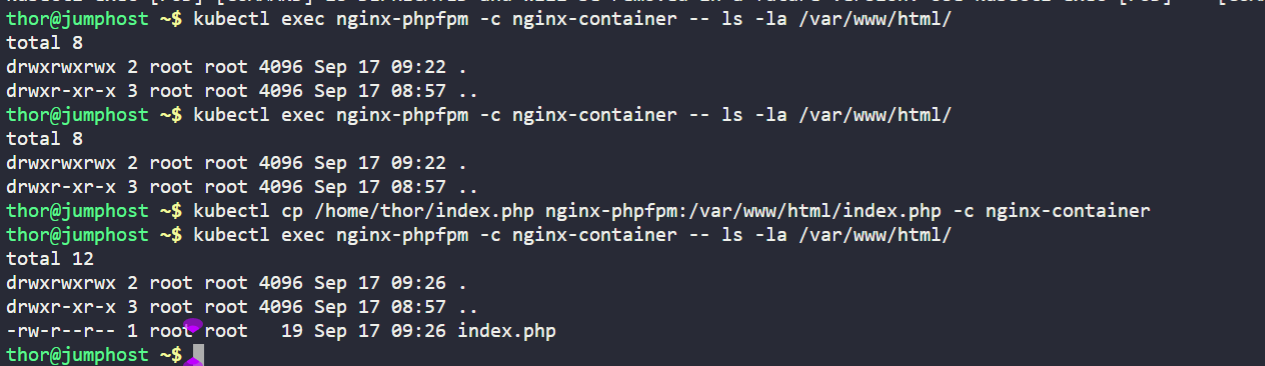 thor@jumphost ~$ kubectl exec nginx-phpfpm -c nginx-container -- ls -la /var/www/html/
total 8
drwxrwxrwx 2 root root 4096 Sep 17 09:22 .
drwxr-xr-x 3 root root 4096 Sep 17 08:57 ..
thor@jumphost ~$ kubectl exec nginx-phpfpm -c nginx-container -- ls -la /var/www/html/
total 8
drwxrwxrwx 2 root root 4096 Sep 17 09:22 .
drwxr-xr-x 3 root root 4096 Sep 17 08:57 ..
thor@jumphost ~$ kubectl cp /home/thor/index.php nginx-phpfpm:/var/www/html/index.php -c nginx-container
thor@jumphost ~$ kubectl exec nginx-phpfpm -c nginx-container -- ls -la /var/www/html/
total 12
drwxrwxrwx 2 root root 4096 Sep 17 09:26 .
drwxr-xr-x 3 root root 4096 Sep 17 08:57 ..
-rw-r--r-- 1 root root   19 Sep 17 09:26 index.php
thor@jumphost ~$